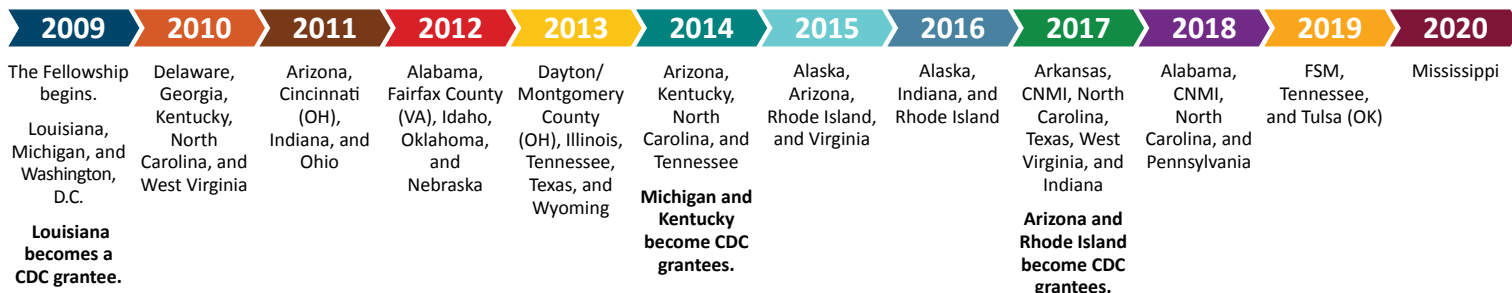 2009
The Fellowship
begins.
Louisiana,
Michigan, and
Washington,
D.C.
Louisiana
becomes a
CDC grantee.
2010
Delaware,
Georgia,
Kentucky,
North
Carolina, and
West Virginia
2011
Arizona,
Cincinnati
(OH),
Indiana, and
Ohio
2012
Alabama,
Fairfax County
(VA), Idaho,
Oklahoma,
and
Nebraska
2013
Dayton/
Montgomery
County
(OH), Illinois,
Tennessee,
Texas, and
Wyoming
2014
Arizona,
Kentucky,
North
Carolina, and
Tennessee
Michigan and
Kentucky
become CDC
grantees.
2015
Alaska,
Arizona,
Rhode Island,
and Virginia
2016
Alaska,
Indiana, and
Rhode Island
2017
Arkansas,
CNMI, North
Carolina,
Texas, West
Virginia, and
Indiana
Arizona and
Rhode Island
become CDC
grantees.
2018
Alabama,
CNMI,
North
Carolina, and
Pennsylvania
2019
FSM,
Tennessee,
and Tulsa (OK)
2020
Mississippi